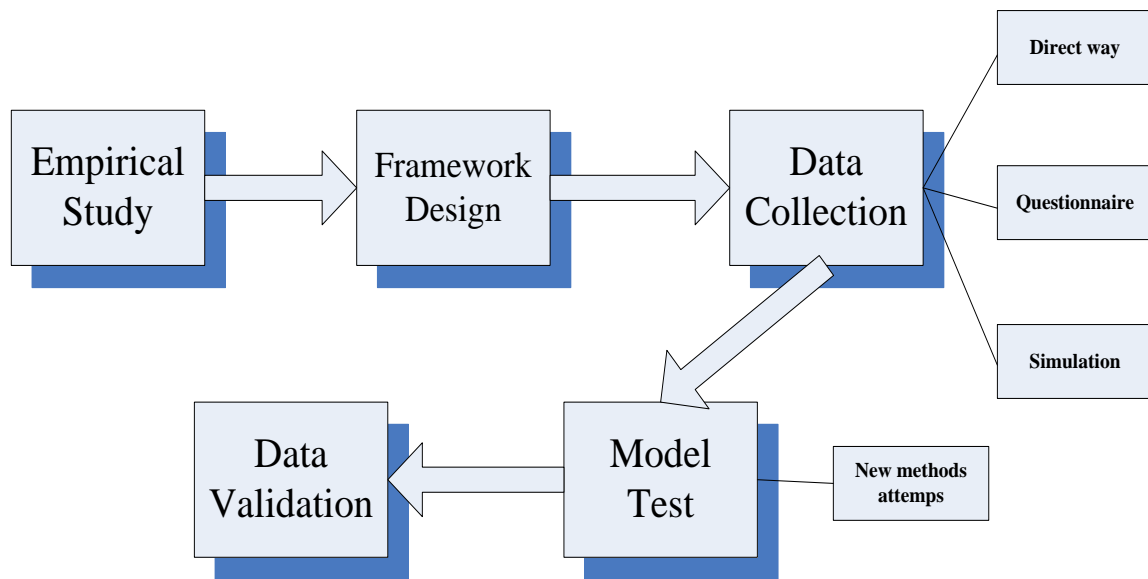 Empirical
Study
Framework
Design
Data
Collection
Direct way
Questionnaire
Simulation
Data
Validation
Model
Test
New methods
attemps